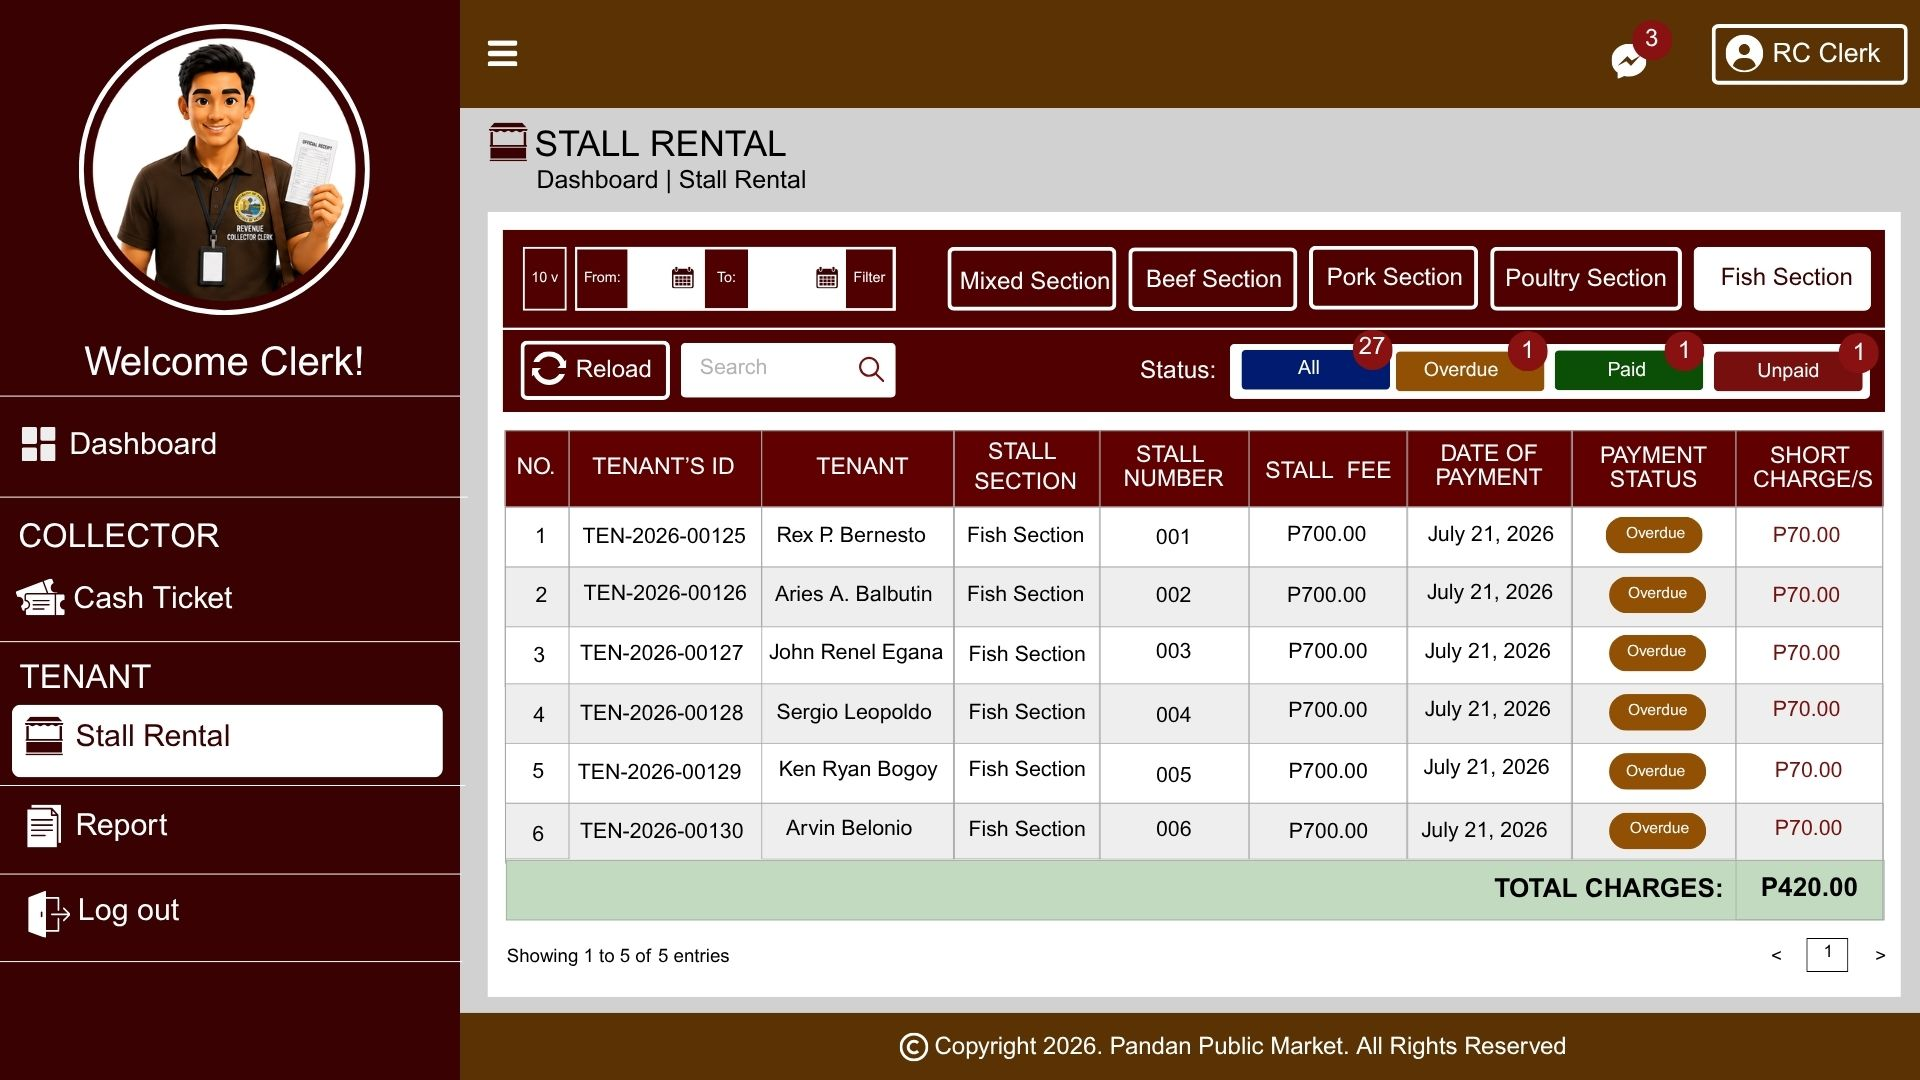 OFFICIAL RECEIPT
REVENUE
COLLECTOR CLERK
Welcome Clerk!
Dashboard
COLLECTOR
Cash Ticket
TENANT
Stall Rental
Report
Log out
3
RC Clerk
STALL RENTAL
Dashboard | Stall Rental
10 v From: To: Filter Mixed Section Beef Section Pork Section Poultry Section Fish Section
Reload Search Status: All 27 Overdue 1 Paid 1 Unpaid 1
NO. TENANT’S ID TENANT STALL SECTION STALL NUMBER STALL FEE DATE OF PAYMENT PAYMENT STATUS SHORT CHARGE/S
1 TEN-2026-00125 Rex P. Bernesto Fish Section 001 P700.00 July 21, 2026 Overdue P70.00
2 TEN-2026-00126 Aries A. Balbutin Fish Section 002 P700.00 July 21, 2026 Overdue P70.00
3 TEN-2026-00127 John Renel Egana Fish Section 003 P700.00 July 21, 2026 Overdue P70.00
4 TEN-2026-00128 Sergio Leopoldo Fish Section 004 P700.00 July 21, 2026 Overdue P70.00
5 TEN-2026-00129 Ken Ryan Bogoy Fish Section 005 P700.00 July 21, 2026 Overdue P70.00
6 TEN-2026-00130 Arvin Belonio Fish Section 006 P700.00 July 21, 2026 Overdue P70.00
TOTAL CHARGES: P420.00
Showing 1 to 5 of 5 entries < 1 >
© Copyright 2026. Pandan Public Market. All Rights Reserved